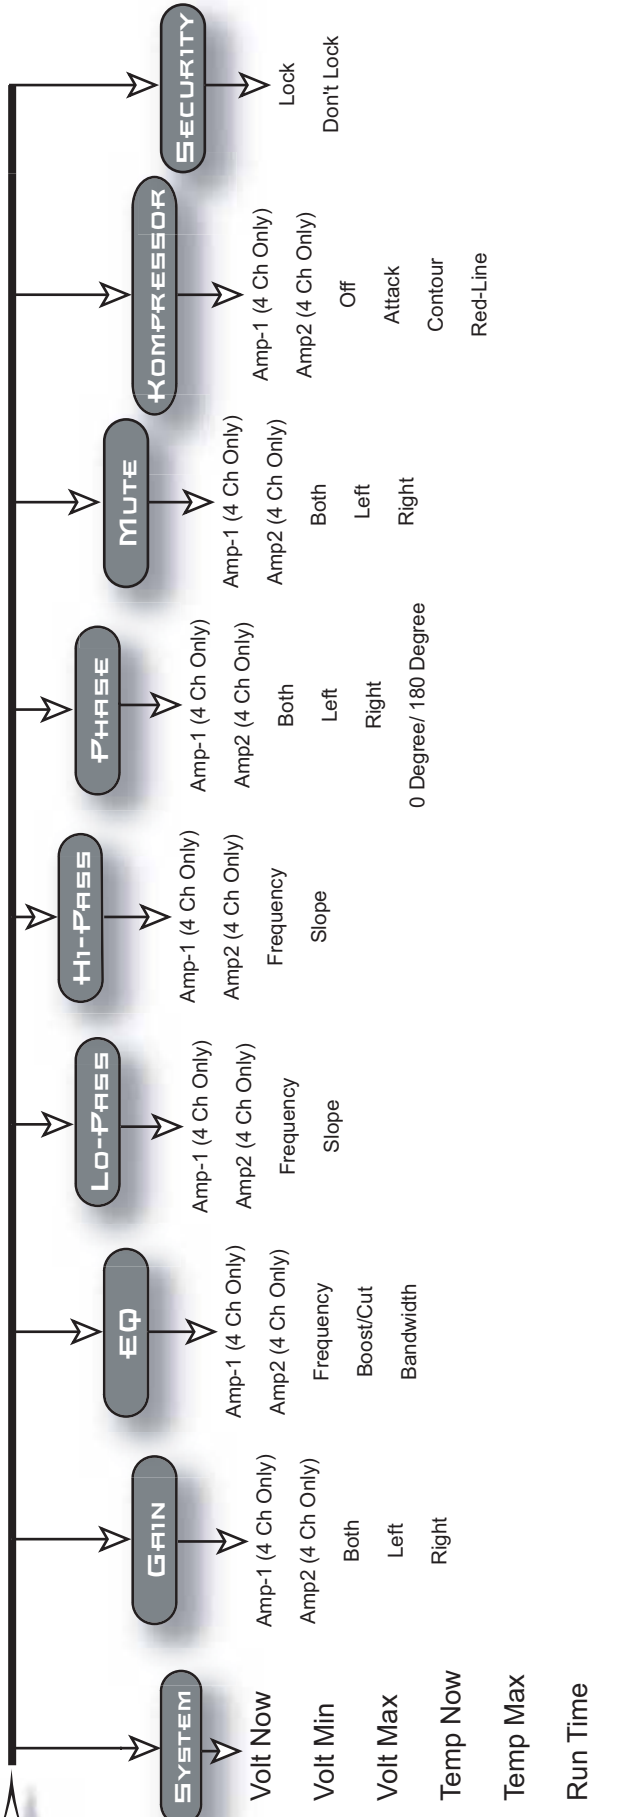 SYSTEM
Volt Now
Volt Min
Volt Max
Temp Now
Temp Max
Run Time
GAIN
Amp-1 (4 Ch Only)
Amp2 (4 Ch Only)
Both
Left
Right
EQ
Amp-1 (4 Ch Only)
Amp2 (4 Ch Only)
Frequency
Boost/Cut
Bandwidth
LO-PASS
Amp-1 (4 Ch Only)
Amp2 (4 Ch Only)
Frequency
Slope
HI-PASS
Amp-1 (4 Ch Only)
Amp2 (4 Ch Only)
Frequency
Slope
PHASE
Amp-1 (4 Ch Only)
Amp2 (4 Ch Only)
Both
Left
Right
0 Degree/ 180 Degree
MUTE
Amp-1 (4 Ch Only)
Amp2 (4 Ch Only)
Both
Left
Right
KOMPRESSOR
Amp-1 (4 Ch Only)
Amp2 (4 Ch Only)
Off
Attack
Contour
Red-Line
SECURITY
Lock
Don't Lock